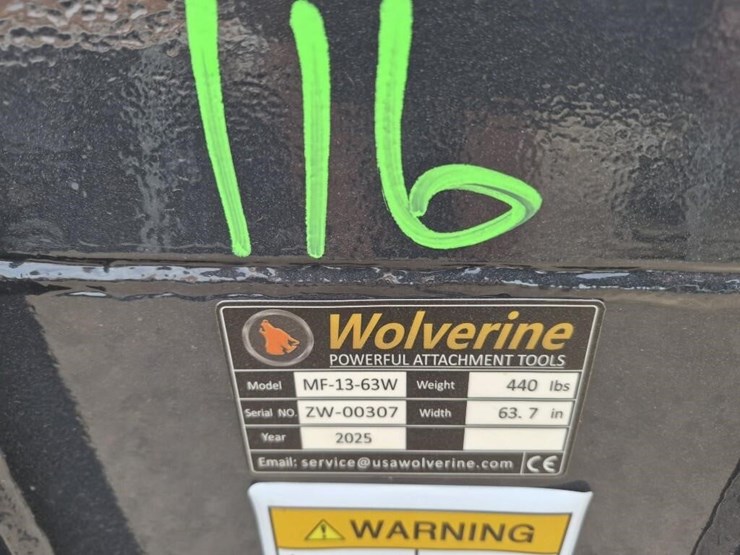 116
Wolverine
POWERFUL ATTACHMENT TOOLS
Model MF-13-63W Weight 440 lbs
Serial NO. ZW-00307 Width 63. 7 in
Year 2025
Email: service@usawolverine.com CE
WARNING